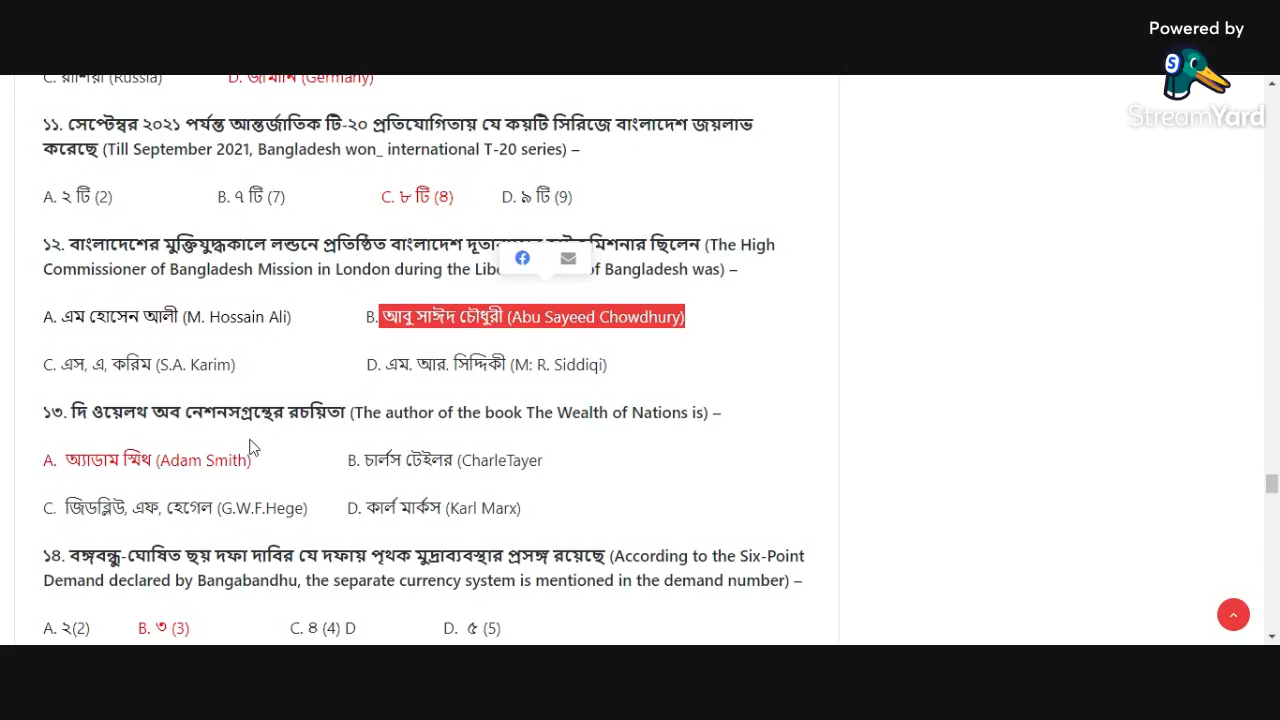 Powered by
StreamYard
C. রাশিয়া (Russia) D. জার্মানি (Germany)
১১. সেপ্টেম্বর ২০২১ পর্যন্ত আন্তর্জাতিক টি-২০ প্রতিযোগিতায় যে কয়টি সিরিজে বাংলাদেশ জয়লাভ
করেছে (Till September 2021, Bangladesh won_ international T-20 series) –
A. ২ টি (2) B. ৭ টি (7) C. ৮ টি (৪) D. ৯ টি (9)
১২. বাংলাদেশের মুক্তিযুদ্ধকালে লন্ডনে প্রতিষ্ঠিত বাংলাদেশ ছিলেন (The High
Commissioner of Bangladesh Mission in London during the of Bangladesh was) –
A. এম হোসেন আলী (M. Hossain Ali) B. আবু সাঈদ চৌধুরী (Abu Sayeed Chowdhury)
C. এস, এ, করিম (S.A. Karim) D. এম. আর. সিদ্দিকী (M: R. Siddiqi)
১৩. দি ওয়েলথ অব নেশনসগ্রন্থের রচয়িতা (The author of the book The Wealth of Nations is) –
A. অ্যাডাম স্মিথ (Adam Smith) B. চার্লস টেইলর (CharleTayer
C. জিডব্লিউ, এফ, হেগেল (G.W.F.Hege) D. কার্ল মার্কস (Karl Marx)
১৪. বঙ্গবন্ধু-ঘোষিত ছয় দফা দাবির যে দফায় পৃথক মুদ্রাব্যবস্থার প্রসঙ্গ রয়েছে (According to the Six-Point
Demand declared by Bangabandhu, the separate currency system is mentioned in the demand number) –
A. ২(2) B. ৩ (3) C. ৪ (4) D D. ৫ (5)